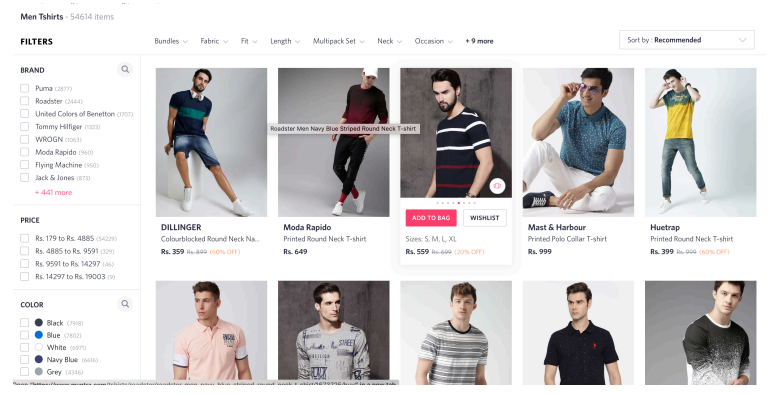 Men Tshirts - 54614 items
FILTERS
Bundles
Fabric
Fit
Length
Multipack Set
Neck
Occasion
+ 9 more
Sort by : Recommended
BRAND
Puma (2877)
Roadster (2444)
United Colors of Benetton (1707)
Tommy Hilfiger (1323)
WROGN (1063)
Moda Rapido (960)
Flying Machine (950)
Jack & Jones (873)
+ 441 more
PRICE
Rs. 179 to Rs. 4885 (54229)
Rs. 4885 to Rs. 9591 (329)
Rs. 9591 to Rs. 14297 (46)
Rs. 14297 to Rs. 19003 (9)
COLOR
Black (7918)
Blue (7802)
White (6971)
Navy Blue (6616)
Grey (4346)
Roadster Men Navy Blue Striped Round Neck T-shirt
DILLINGER
Colourblocked Round Neck Na...
Rs. 359 Rs. 899 (60% OFF)
Moda Rapido
Printed Round Neck T-shirt
Rs. 649
ADD TO BAG
WISHLIST
Sizes: S, M, L, XL
Rs. 559 Rs. 699 (20% OFF)
Mast & Harbour
Printed Polo Collar T-shirt
Rs. 999
Huetrap
Printed Round Neck T-shirt
Rs. 399 Rs. 999 (60% OFF)